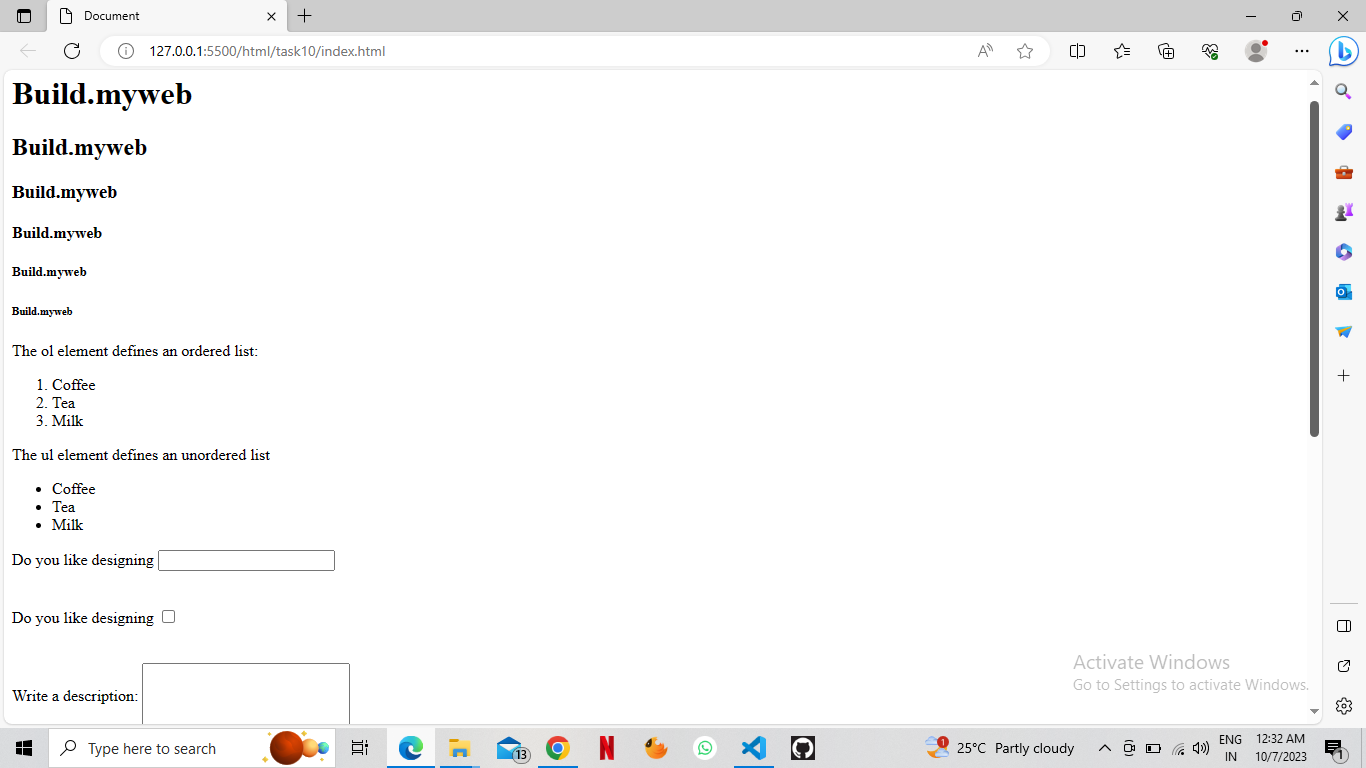 Document
127.0.0.1:5500/html/task10/index.html
Build.myweb
Build.myweb
Build.myweb
Build.myweb
Build.myweb
Build.myweb
The ol element defines an ordered list:
1. Coffee
2. Tea
3. Milk
The ul element defines an unordered list
• Coffee
• Tea
• Milk
Do you like designing
Do you like designing
Write a description:
Activate Windows
Go to Settings to activate Windows.
Type here to search
13
1
25°C Partly cloudy
ENG
IN
12:32 AM
10/7/2023
1